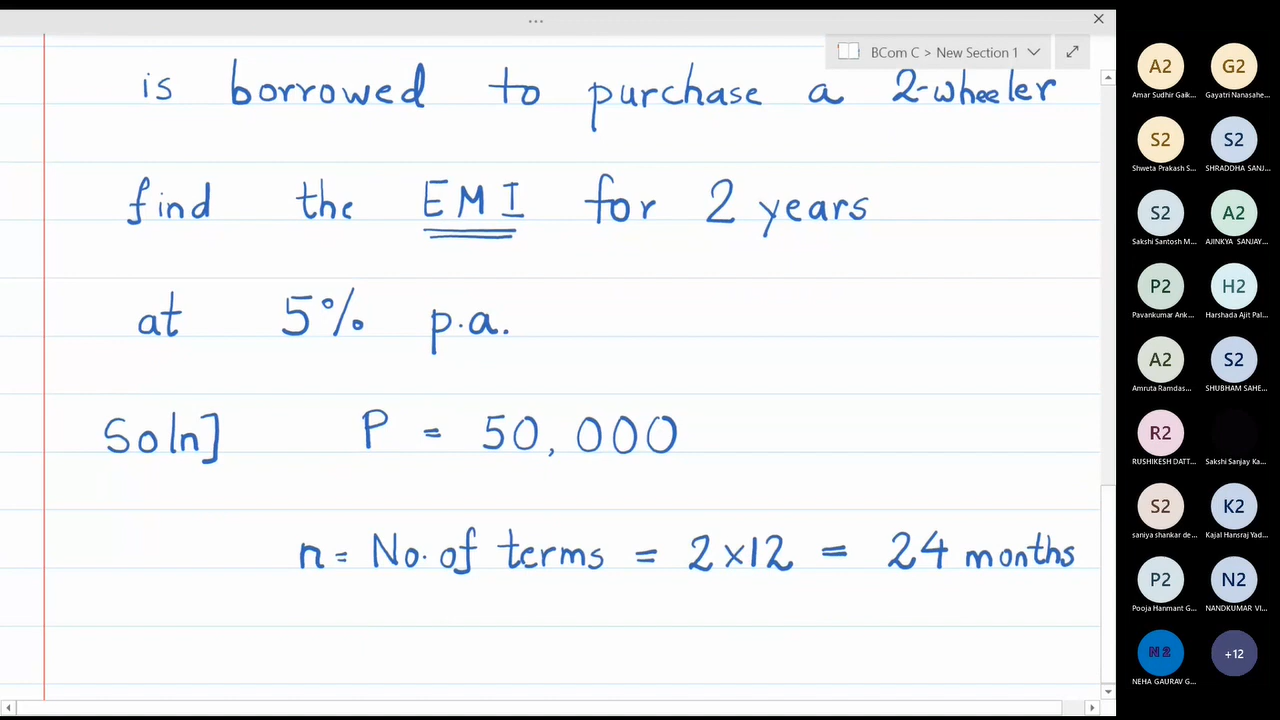 BCom C > New Section 1
is borrowed to purchase a 2-wheeler
find the EMI for 2 years
at 5% p.a.
Soln] P = 50,000
n = No. of terms = 2×12 = 24 months
A2 G2
Amar Sudhir Gaik... Gayatri Nanasahe...
S2 S2
Shweta Prakash S... SHRADDHA SANJ...
S2 A2
Sakshi Santosh M... AJINKYA SANJAY...
P2 H2
Pavankumar Ank... Harshada Ajit Pal...
A2 S2
Amruta Ramdas... SHUBHAM SAHE...
R2
RUSHIKESH DATT... Sakshi Sanjay Ka...
S2 K2
saniya shankar de... Kajal Hansraj Yad...
P2 N2
Pooja Hanmant G... NANDKUMAR VI...
N2 +12
NEHA GAURAV G...